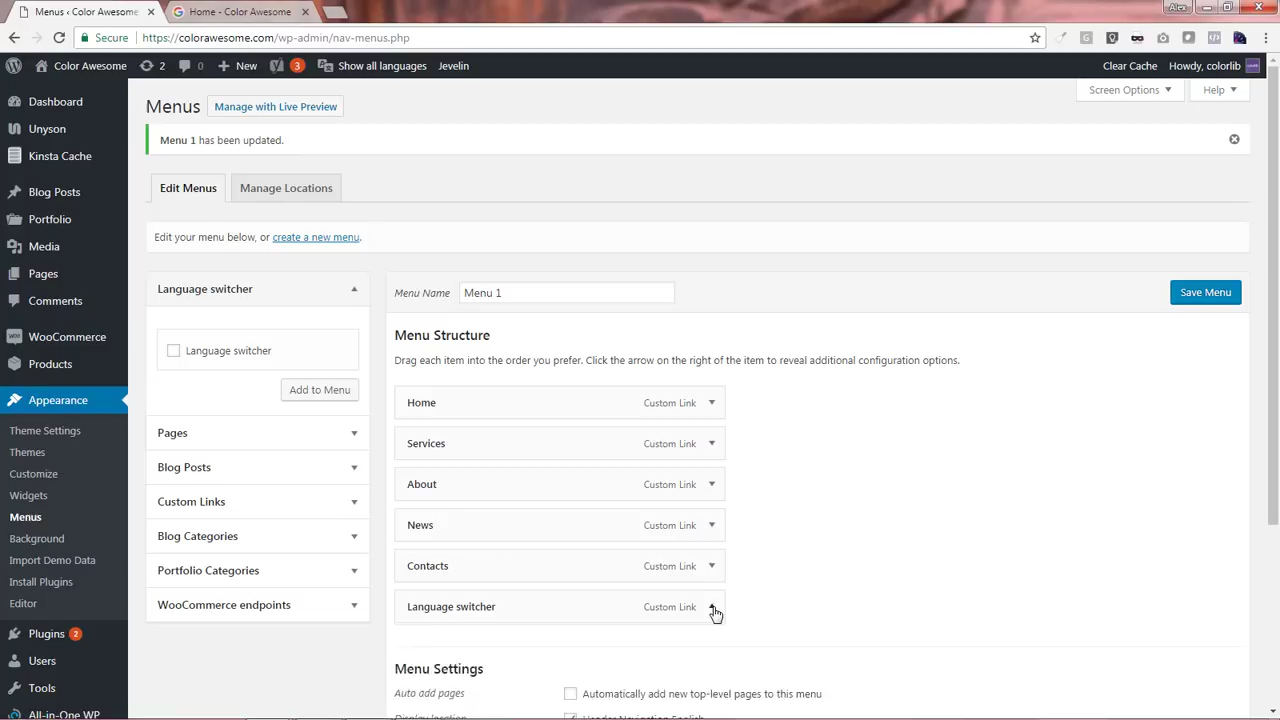 Menus ‹ Color Awesome
Home - Color Awesome
Alex
Secure
https://colorawesome.com/wp-admin/nav-menus.php
Color Awesome
2
0
New
3
Show all languages
Javelin
Clear Cache
Howdy, colorlib
Dashboard
Unyson
Kinsta Cache
Blog Posts
Portfolio
Media
Pages
Comments
WooCommerce
Products
Appearance
Theme Settings
Themes
Customize
Widgets
Menus
Background
Import Demo Data
Install Plugins
Editor
Plugins 2
Users
Tools
All-in-One WP
Menus
Manage with Live Preview
Screen Options
Help
Menu 1 has been updated.
Edit Menus
Manage Locations
Edit your menu below, or create a new menu.
Language switcher
Language switcher
Add to Menu
Pages
Blog Posts
Custom Links
Blog Categories
Portfolio Categories
WooCommerce endpoints
Menu Name
Menu 1
Save Menu
Menu Structure
Drag each item into the order you prefer. Click the arrow on the right of the item to reveal additional configuration options.
Home Custom Link
Services Custom Link
About Custom Link
News Custom Link
Contacts Custom Link
Language switcher Custom Link
Menu Settings
Auto add pages
Automatically add new top-level pages to this menu
Display location
Header Navigation English